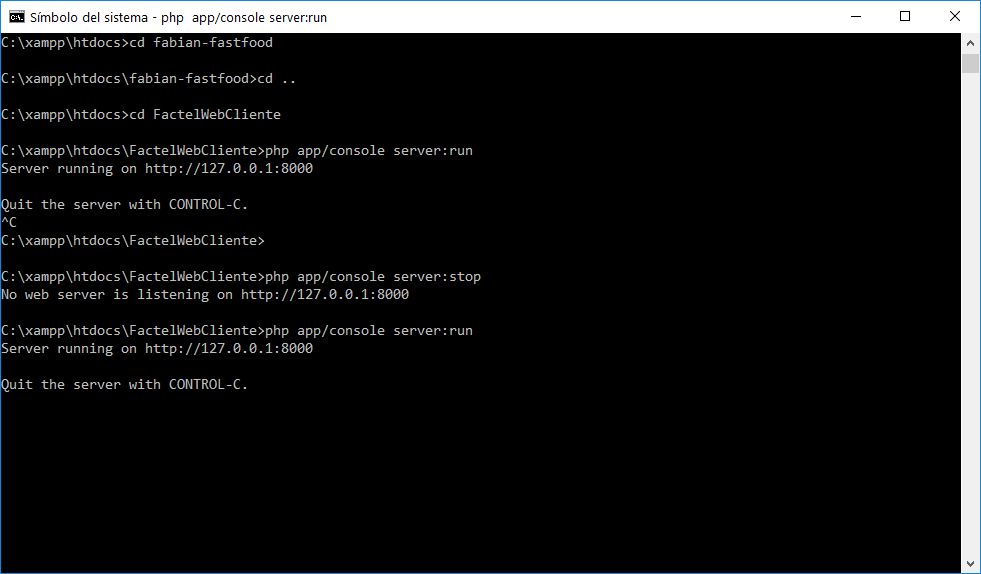 Símbolo del sistema - php  app/console server:run
C:\xampp\htdocs>cd fabian-fastfood
C:\xampp\htdocs\fabian-fastfood>cd ..
C:\xampp\htdocs>cd FactelWebCliente
C:\xampp\htdocs\FactelWebCliente>php app/console server:run
Server running on http://127.0.0.1:8000
Quit the server with CONTROL-C.
^C
C:\xampp\htdocs\FactelWebCliente>
C:\xampp\htdocs\FactelWebCliente>php app/console server:stop
No web server is listening on http://127.0.0.1:8000
C:\xampp\htdocs\FactelWebCliente>php app/console server:run
Server running on http://127.0.0.1:8000
Quit the server with CONTROL-C.